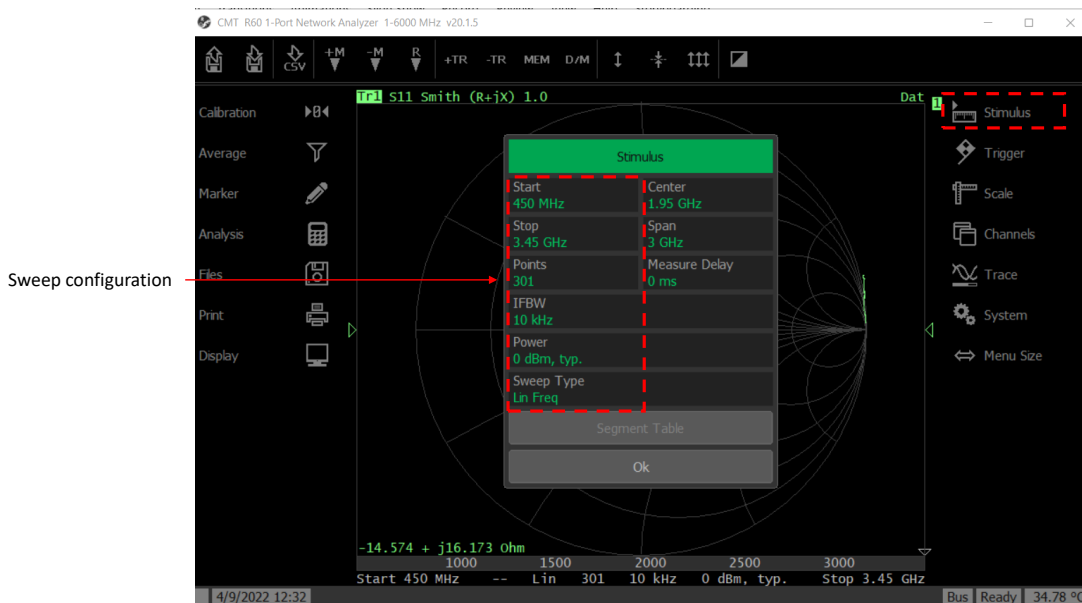 CMT R60 1-Port Network Analyzer 1-6000 MHz v20.1.5
CSV +M -M R +TR -TR MEM D/M
Tr1 S11 Smith (R+jX) 1.0 Dat 1
Calibration
Average
Marker
Analysis
Files
Print
Display
Sweep configuration
Stimulus
Start Center
450 MHz 1.95 GHz
Stop Span
3.45 GHz 3 GHz
Points Measure Delay
301 0 ms
IFBW
10 kHz
Power
0 dBm, typ.
Sweep Type
Lin Freq
Segment Table
Ok
Stimulus
Trigger
Scale
Channels
Trace
System
Menu Size
-14.574 + j16.173 Ohm
1000 1500 2000 2500 3000
Start 450 MHz -- Lin 301 10 kHz 0 dBm, typ. Stop 3.45 GHz
4/9/2022 12:32 Bus Ready 34.78 °C